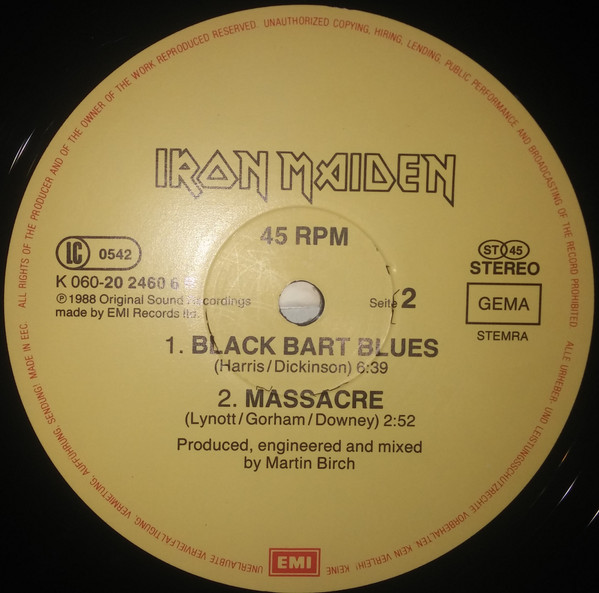 ALL RIGHTS OF THE PRODUCER AND OF THE OWNER OF THE WORK REPRODUCED RESERVED. UNAUTHORIZED COPYING, HIRING, LENDING, PUBLIC PERFORMANCE AND BROADCASTING OF THE RECORD PROHIBITED
IRON MAIDEN
45 RPM
LC 0542
K 060-20 2460 6
℗ 1988 Original Sound recordings
made by EMI Records ltd.
Seite 2
ST 45
STEREO
GEMA
STEMRA
1. BLACK BART BLUES
(Harris/Dickinson) 6:39
2. MASSACRE
(Lynott/Gorham/Downey) 2:52
Produced, engineered and mixed
by Martin Birch
EMI
ALLE URHEBER- UND LEISTUNGSSCHUTZRECHTE VORBEHALTEN KEIN VERLEIH! KEINE
UNERLAUBTE VERVIELFÄLTIGUNG, VERMIETUNG, AUFFÜHRUNG, SENDUNG! MADE IN EEC.